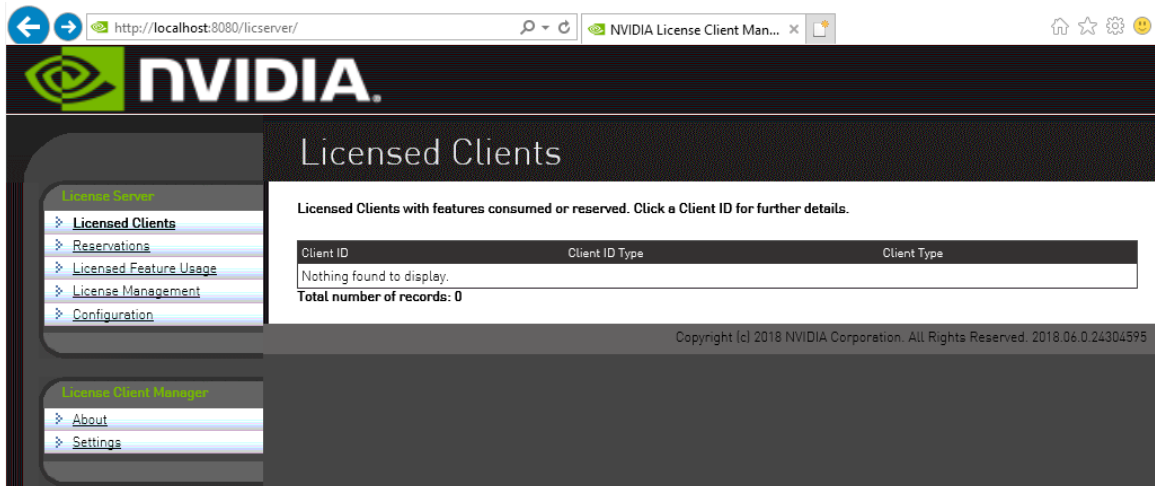 http://localhost:8080/licserver/
NVIDIA License Client Man...
NVIDIA.
Licensed Clients
License Server
Licensed Clients
Reservations
Licensed Feature Usage
License Management
Configuration
Licensed Clients with features consumed or reserved. Click a Client ID for further details.
Client ID Client ID Type Client Type
Nothing found to display.
Total number of records: 0
Copyright (c) 2018 NVIDIA Corporation. All Rights Reserved. 2018.06.0.24304595
License Client Manager
About
Settings